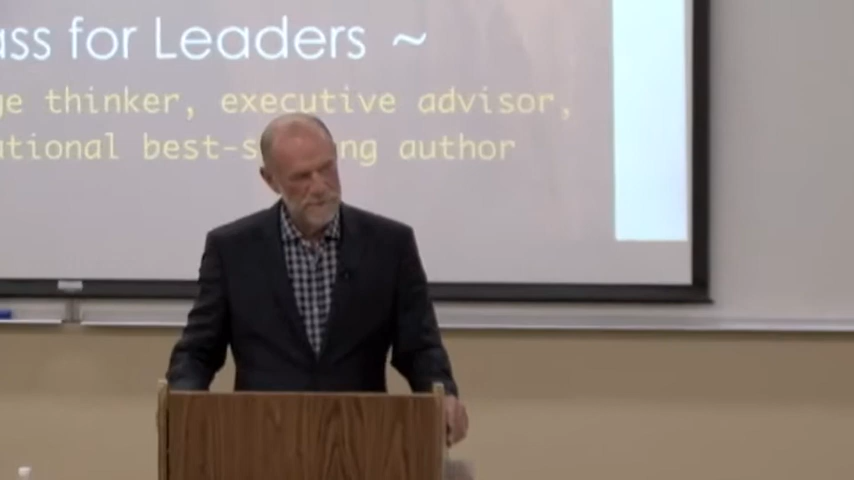 ass for Leaders ~
ge thinker, executive advisor,
ational best-s ng author